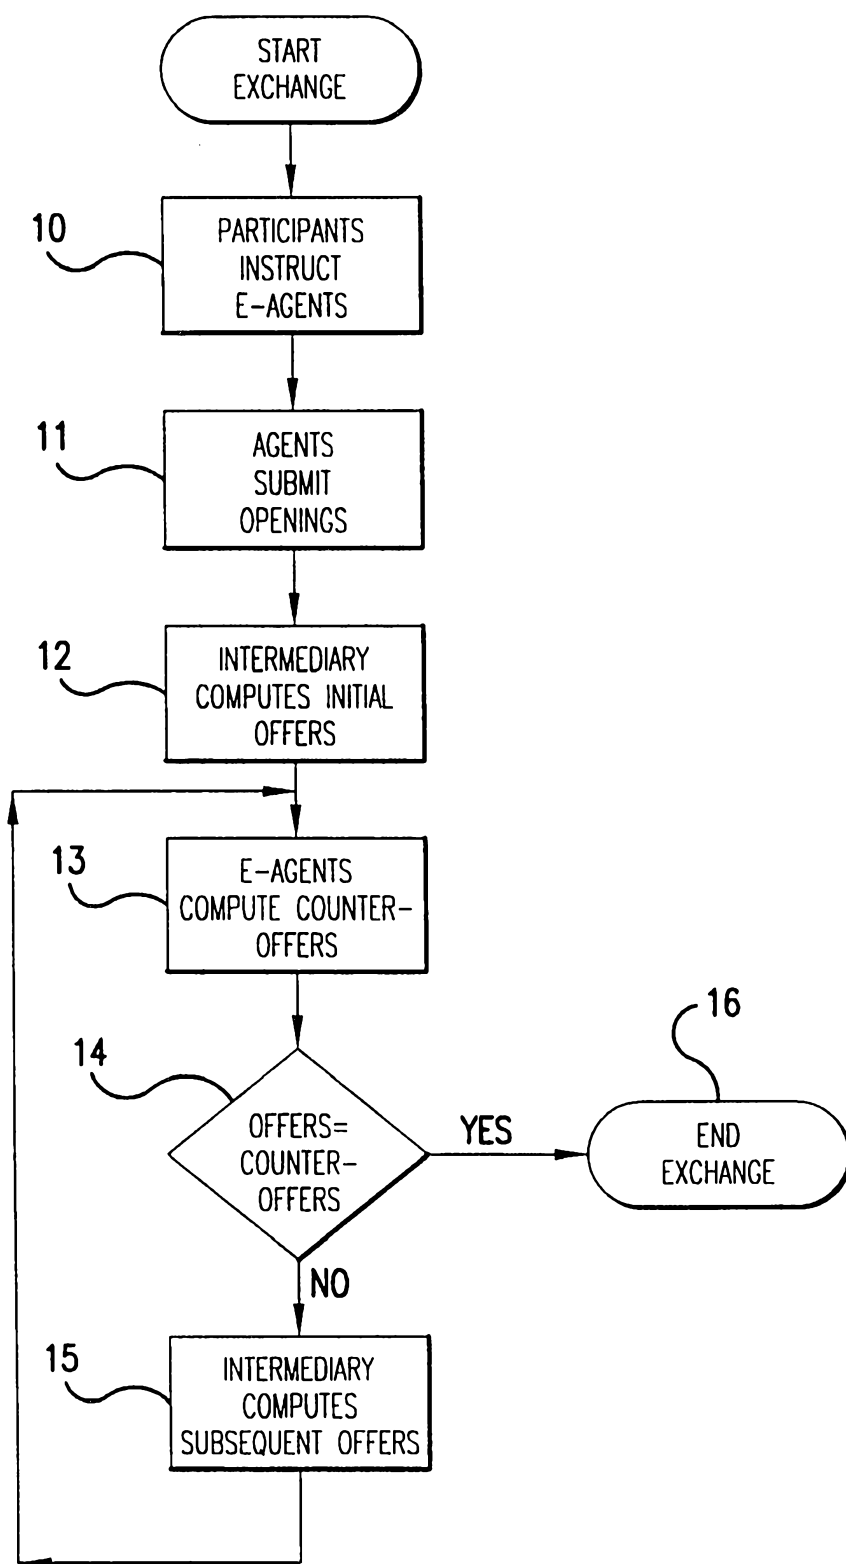 START
EXCHANGE
10
PARTICIPANTS
INSTRUCT
E-AGENTS
11
AGENTS
SUBMIT
OPENINGS
12
INTERMEDIARY
COMPUTES INITIAL
OFFERS
13
E-AGENTS
COMPUTE COUNTER-
OFFERS
14
OFFERS=
COUNTER-
OFFERS
YES
16
END
EXCHANGE
NO
15
INTERMEDIARY
COMPUTES
SUBSEQUENT OFFERS